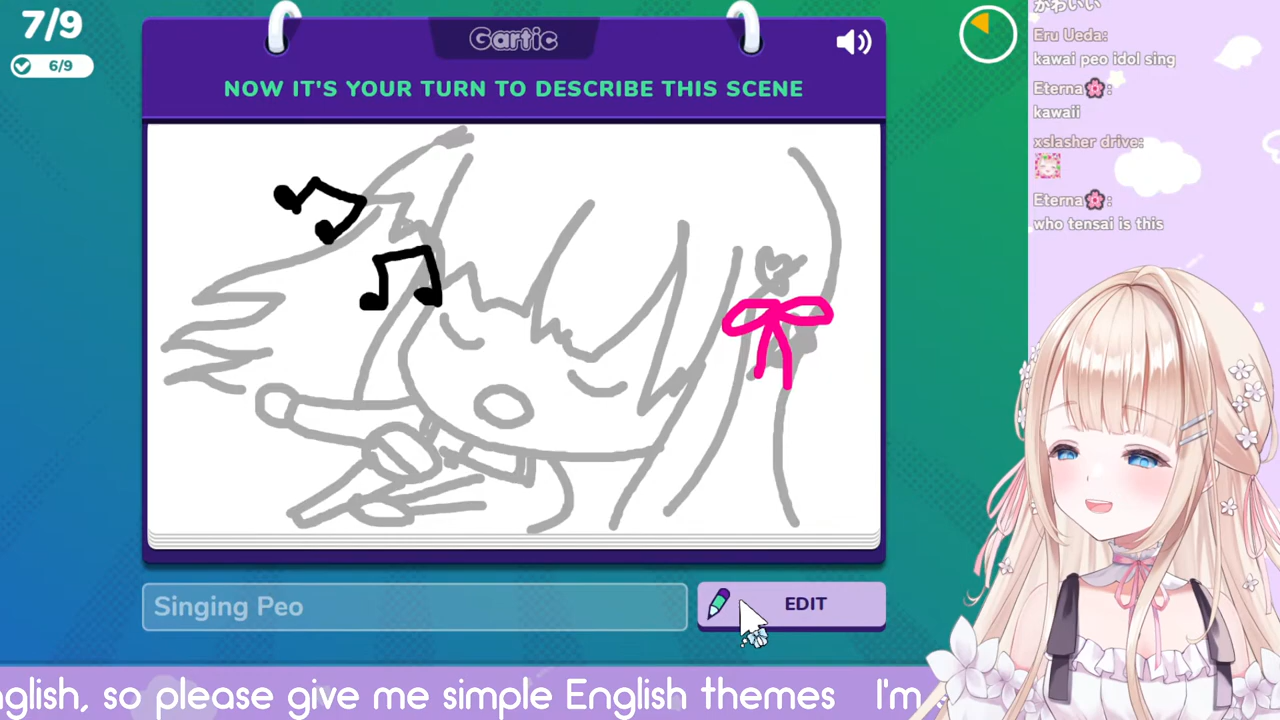 7/9
6/9
Gartic
NOW IT'S YOUR TURN TO DESCRIBE THIS SCENE
Singing Peo
EDIT
かわいい
Eru Ueda:
kawai peo idol sing
Eterna🌸:
kawaii
xslasher drive:
Eterna🌸:
who tensai is this
nglish, so please give me simple English themes I'm